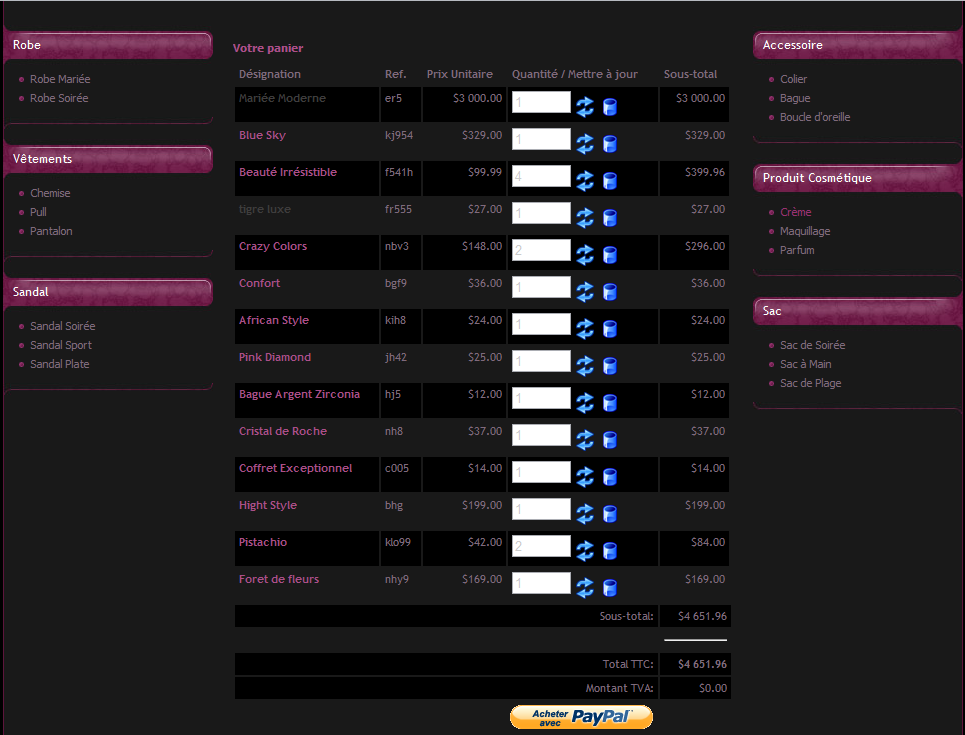 Robe
Robe Mariée
Robe Soirée
Vêtements
Chemise
Pull
Pantalon
Sandal
Sandal Soirée
Sandal Sport
Sandal Plate
Votre panier
Désignation Ref. Prix Unitaire Quantité / Mettre à jour Sous-total
Mariée Moderne er5 $3 000.00 1 $3 000.00
Blue Sky kj954 $329.00 1 $329.00
Beauté Irrésistible f541h $99.99 4 $399.96
tigre luxe fr555 $27.00 1 $27.00
Crazy Colors nbv3 $148.00 2 $296.00
Confort bgf9 $36.00 1 $36.00
African Style kih8 $24.00 1 $24.00
Pink Diamond jh42 $25.00 1 $25.00
Bague Argent Zirconia hj5 $12.00 1 $12.00
Cristal de Roche nh8 $37.00 1 $37.00
Coffret Exceptionnel c005 $14.00 1 $14.00
Hight Style bhg $199.00 1 $199.00
Pistachio klo99 $42.00 2 $84.00
Foret de fleurs nhy9 $169.00 1 $169.00
Sous-total: $4 651.96
Total TTC: $4 651.96
Montant TVA: $0.00
Acheter
avec PayPal
Accessoire
Colier
Bague
Boucle d'oreille
Produit Cosmétique
Crème
Maquillage
Parfum
Sac
Sac de Soirée
Sac à Main
Sac de Plage